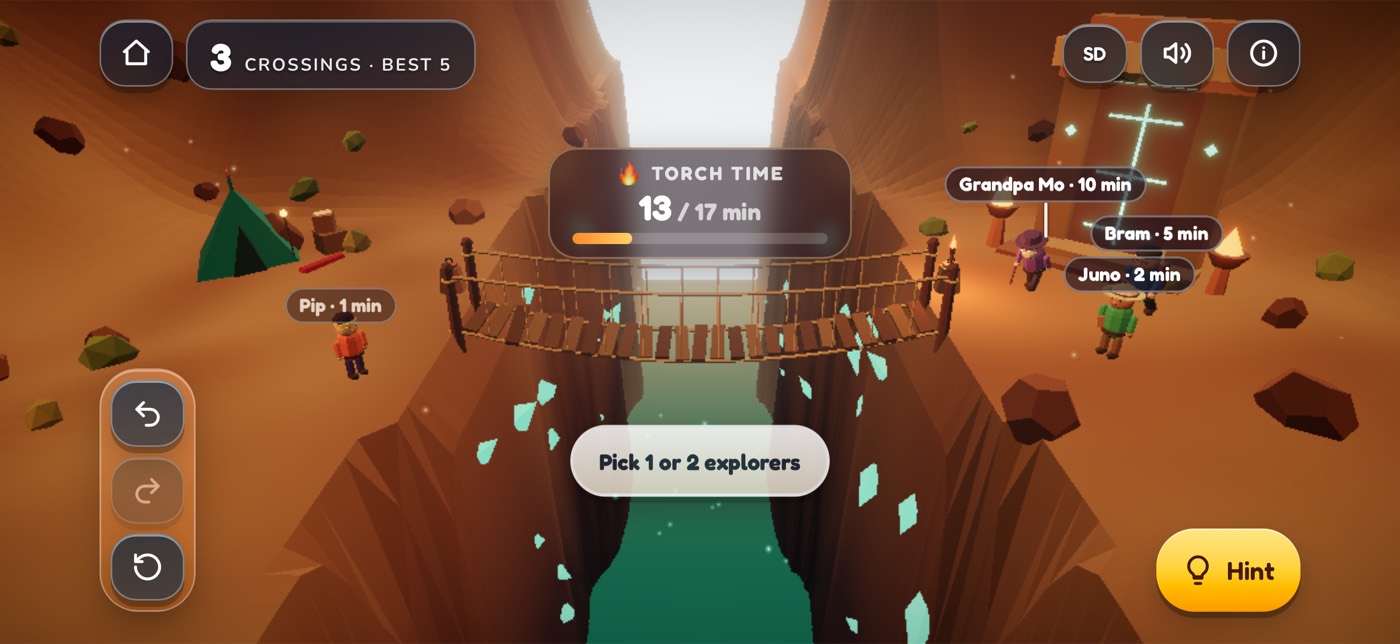 3 CROSSINGS · BEST 5
SD
🔥 TORCH TIME
13 / 17 min
Grandpa Mo · 10 min
Bram · 5 min
Juno · 2 min
Pip · 1 min
Pick 1 or 2 explorers
Hint